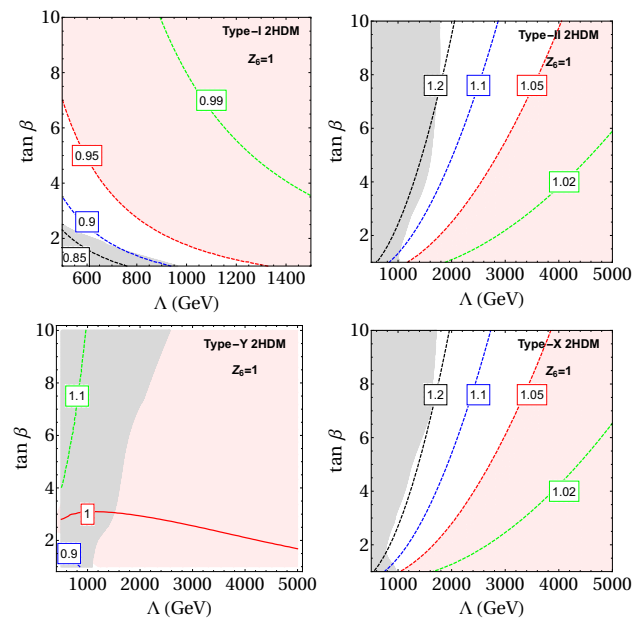 Type-I 2HDM
Z6=1
0.99
0.95
0.9
0.85
tan β
10
8
6
4
2
600 800 1000 1200 1400
Λ (GeV)
Type-II 2HDM
Z6=1
1.2
1.1
1.05
1.02
tan β
10
8
6
4
2
1000 2000 3000 4000 5000
Λ (GeV)
Type-Y 2HDM
Z6=1
1.1
1
0.9
tan β
10
8
6
4
2
1000 2000 3000 4000 5000
Λ (GeV)
Type-X 2HDM
Z6=1
1.2
1.1
1.05
1.02
tan β
10
8
6
4
2
1000 2000 3000 4000 5000
Λ (GeV)